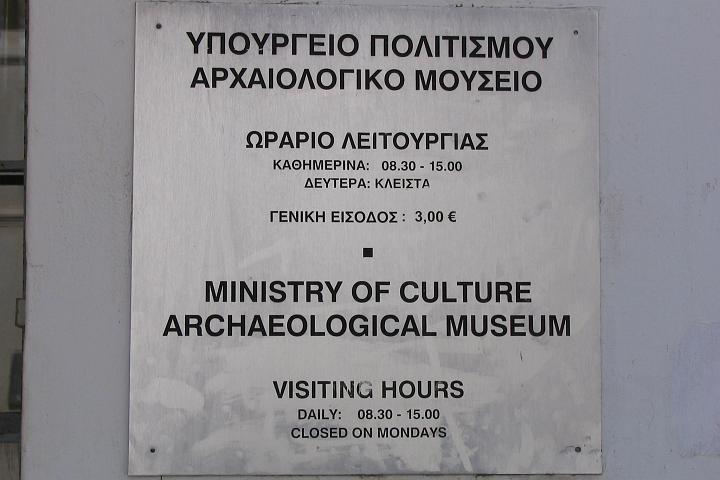 ΥΠΟΥΡΓΕΙΟ ΠΟΛΙΤΙΣΜΟΥ
ΑΡΧΑΙΟΛΟΓΙΚΟ ΜΟΥΣΕΙΟ
ΩΡΑΡΙΟ ΛΕΙΤΟΥΡΓΙΑΣ
ΚΑΘΗΜΕΡΙΝΑ: 08.30 - 15.00
ΔΕΥΤΕΡΑ: ΚΛΕΙΣΤΑ
ΓΕΝΙΚΗ ΕΙΣΟΔΟΣ : 3,00 €
MINISTRY OF CULTURE
ARCHAEOLOGICAL MUSEUM
VISITING HOURS
DAILY: 08.30 - 15.00
CLOSED ON MONDAYS